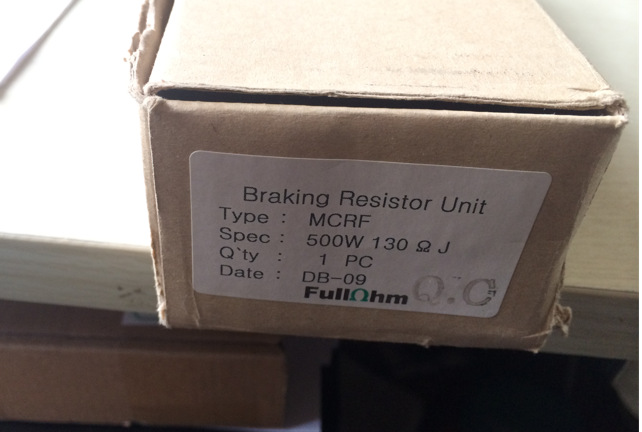 Braking Resistor Unit
Type : MCRF
Spec : 500W 130 Ω J
Q`ty : 1 PC
Date : DB-09
FullΩhm Q.C